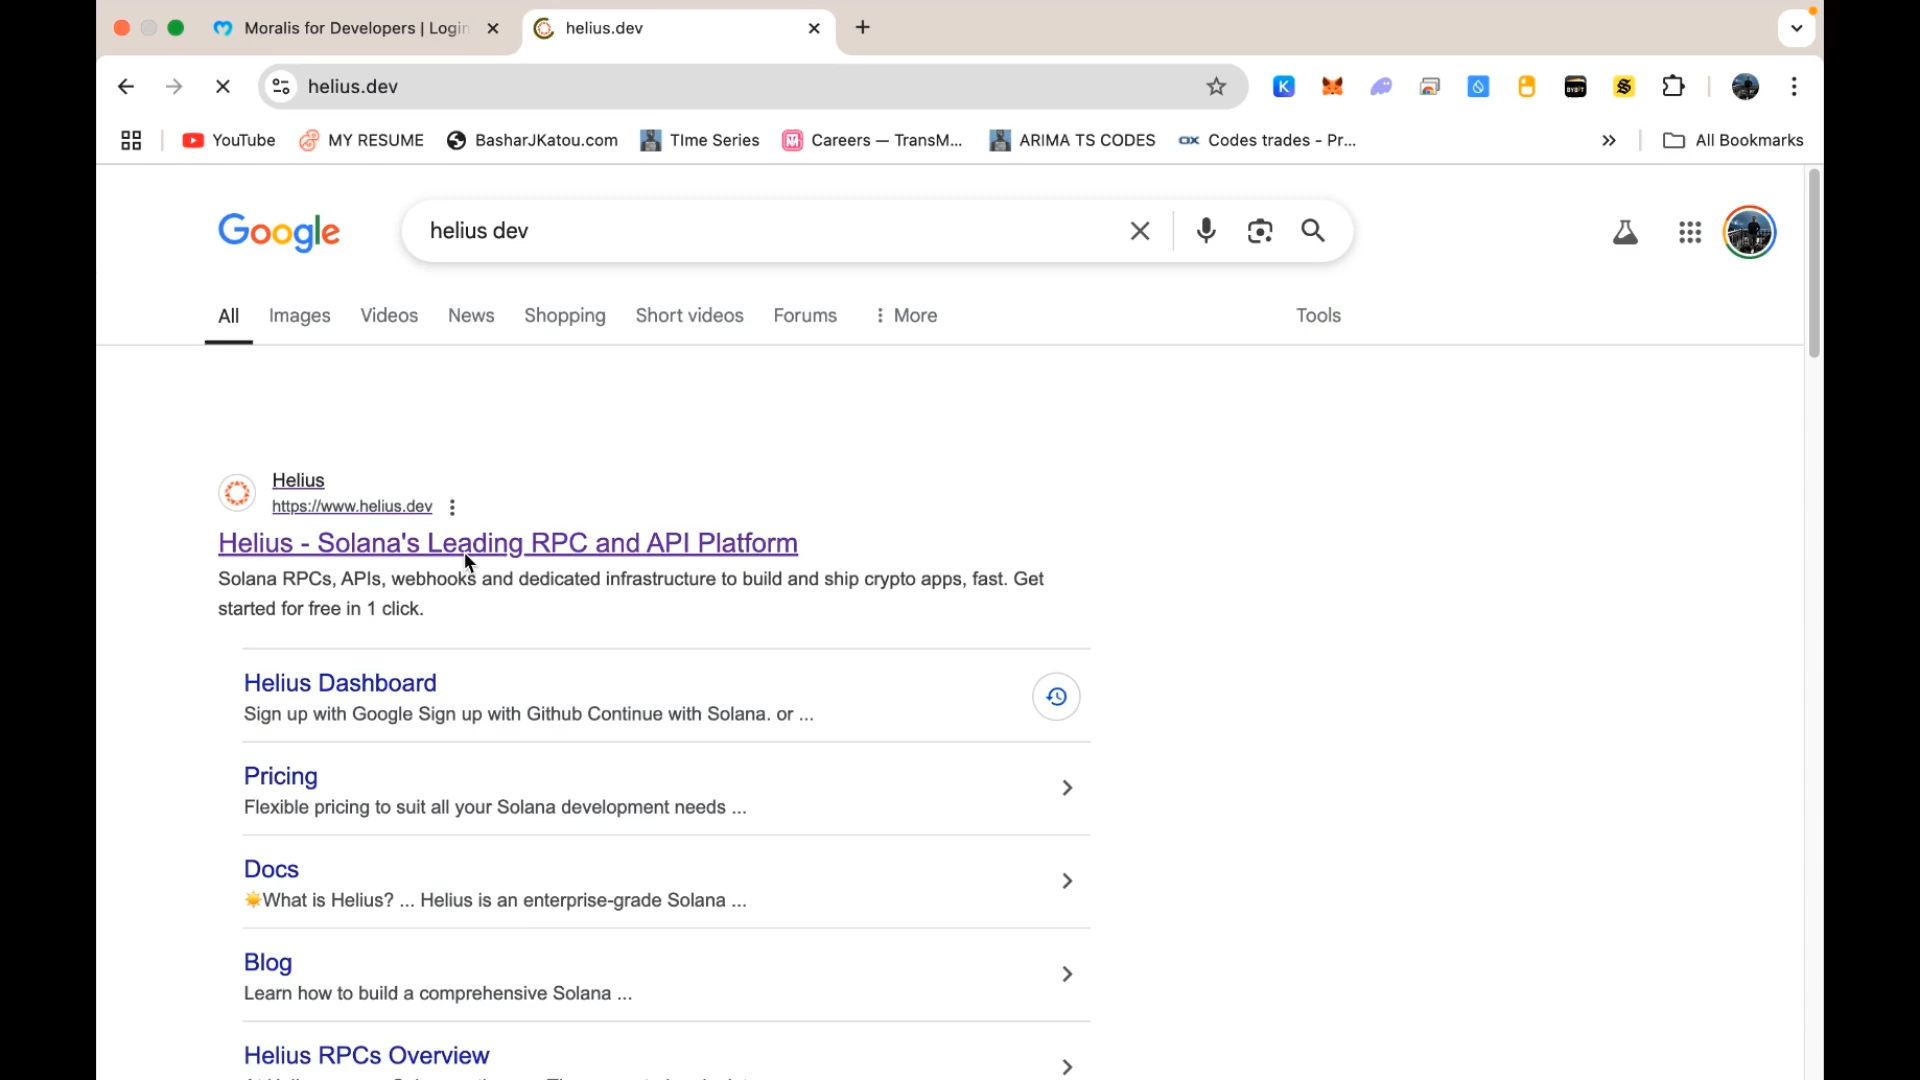 Moralis for Developers | Login
helius.dev
helius.dev
YouTube
MY RESUME
BasharJKatou.com
TIme Series
Careers — TransM...
ARIMA TS CODES
OX
Codes trades - Pr...
All Bookmarks
Google
helius dev
All
Images
Videos
News
Shopping
Short videos
Forums
More
Tools
Helius
https://www.helius.dev
Helius - Solana's Leading RPC and API Platform
Solana RPCs, APIs, webhooks and dedicated infrastructure to build and ship crypto apps, fast. Get
started for free in 1 click.
Helius Dashboard
Sign up with Google Sign up with Github Continue with Solana. or ...
Pricing
Flexible pricing to suit all your Solana development needs ...
Docs
☀What is Helius? ... Helius is an enterprise-grade Solana ...
Blog
Learn how to build a comprehensive Solana ...
Helius RPCs Overview